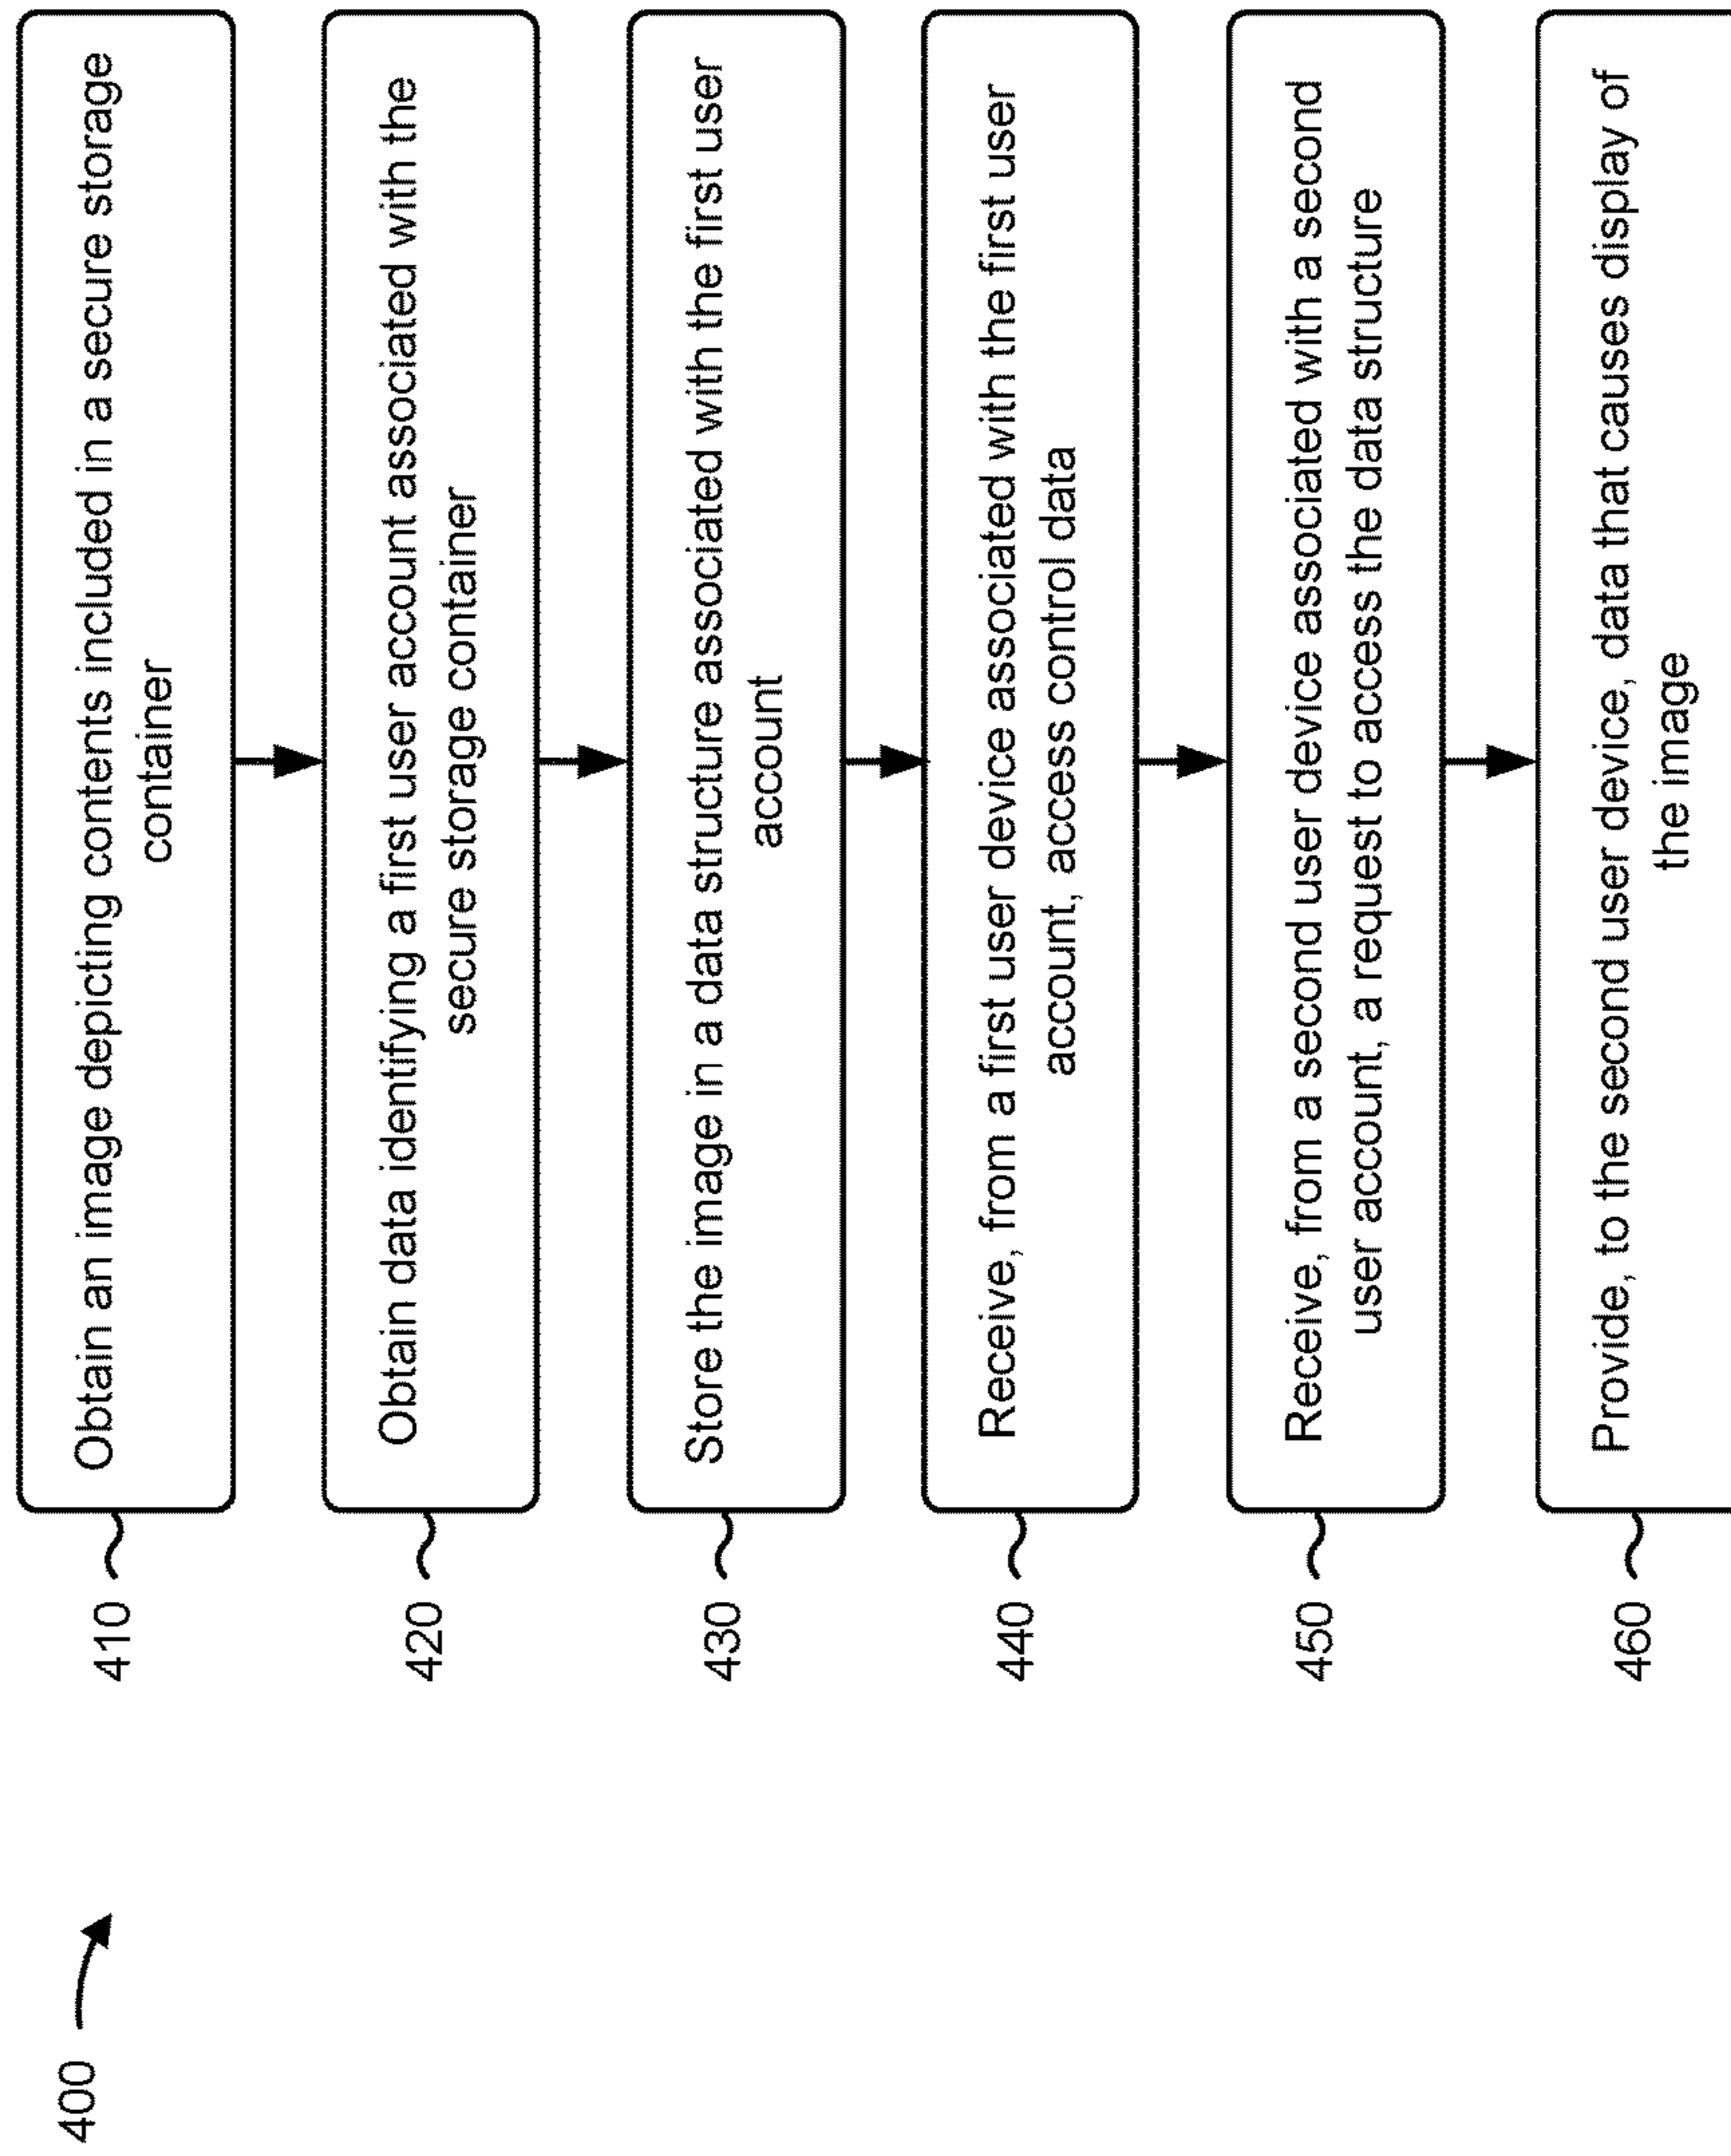 400
410
Obtain an image depicting contents included in a secure storage
container
420
Obtain data identifying a first user account associated with the
secure storage container
430
Store the image in a data structure associated with the first user
account
440
Receive, from a first user device associated with the first user
account, access control data
450
Receive, from a second user device associated with a second
user account, a request to access the data structure
460
Provide, to the second user device, data that causes display of
the image